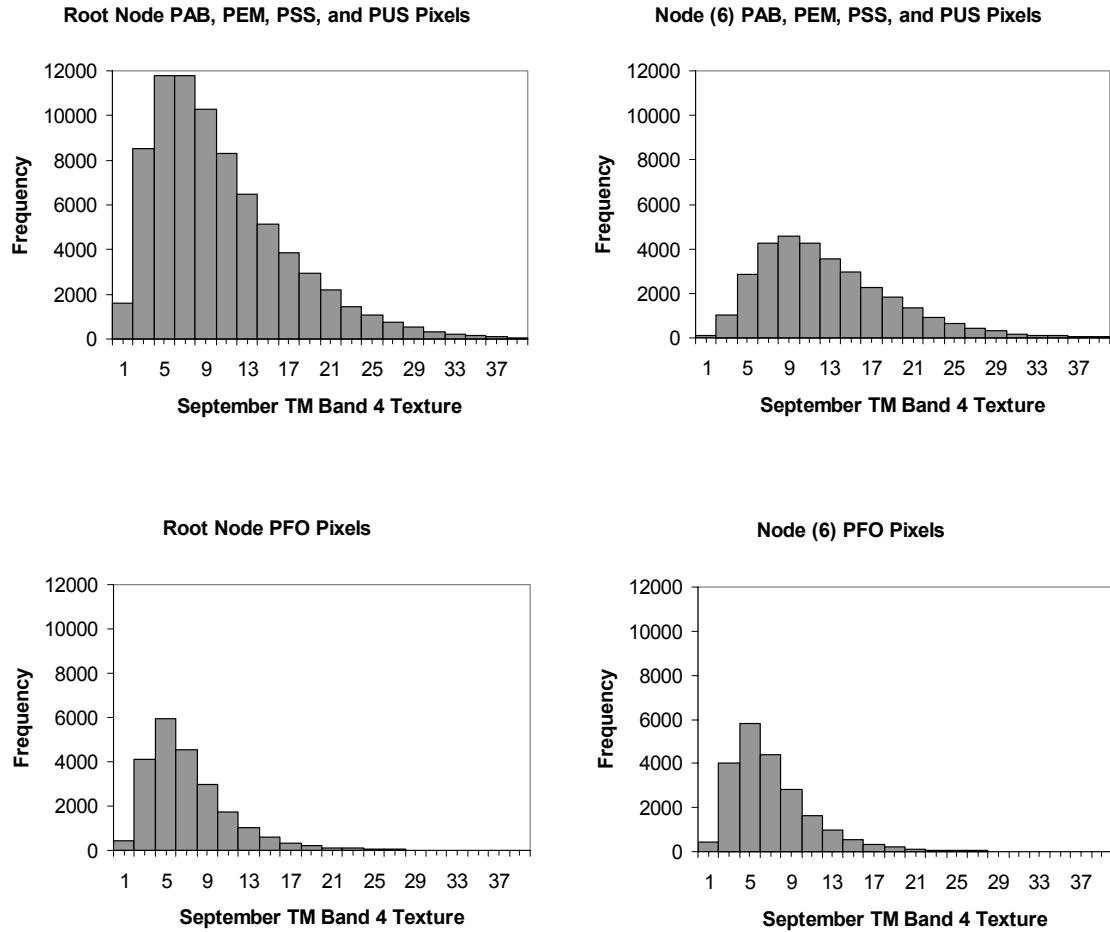 Root Node PAB, PEM, PSS, and PUS Pixels
12000
10000
8000
6000
4000
2000
0
Frequency
1 5 9 13 17 21 25 29 33 37
September TM Band 4 Texture
Node (6) PAB, PEM, PSS, and PUS Pixels
12000
10000
8000
6000
4000
2000
0
Frequency
1 5 9 13 17 21 25 29 33 37
September TM Band 4 Texture
Root Node PFO Pixels
12000
10000
8000
6000
4000
2000
0
Frequency
1 5 9 13 17 21 25 29 33 37
September TM Band 4 Texture
Node (6) PFO Pixels
12000
10000
8000
6000
4000
2000
0
Frequency
1 5 9 13 17 21 25 29 33 37
September TM Band 4 Texture